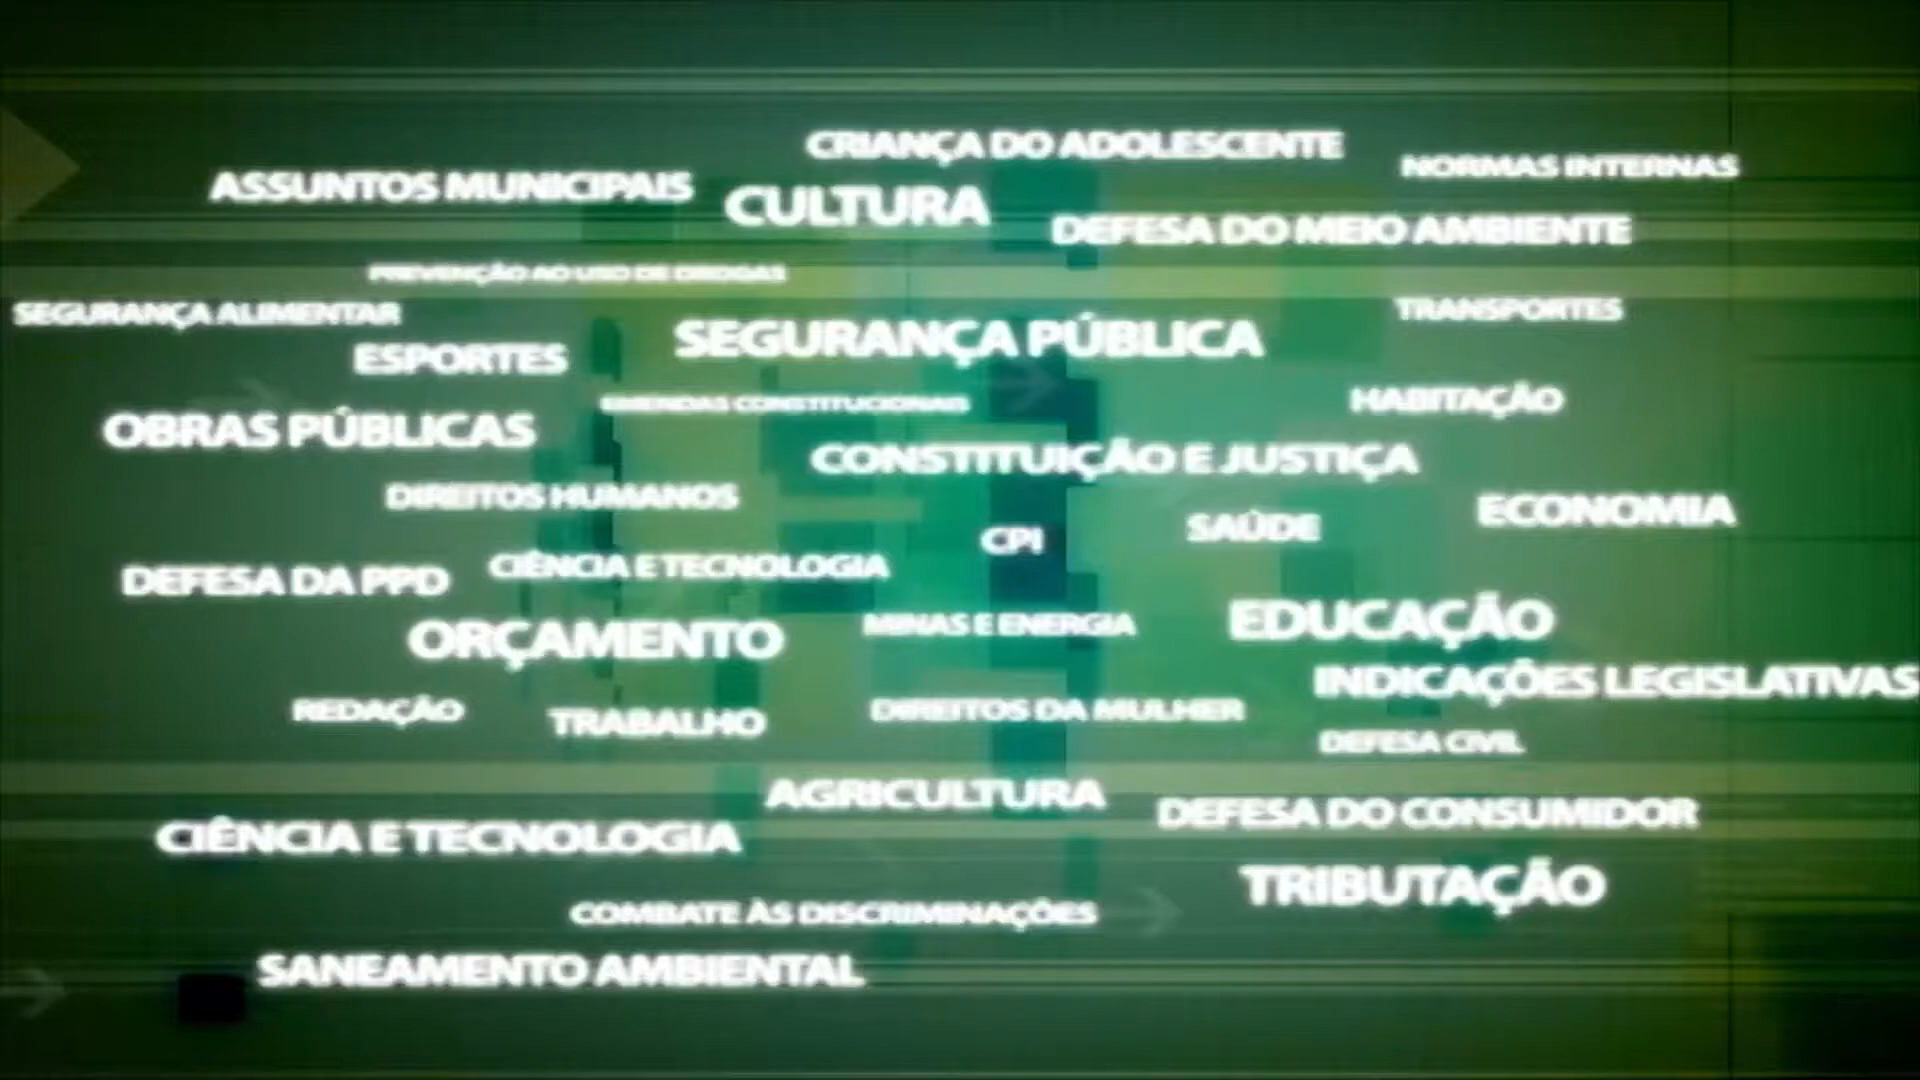 CRIANÇA DO ADOLESCENTE
NORMAS INTERNAS
ASSUNTOS MUNICIPAIS
CULTURA
DEFESA DO MEIO AMBIENTE
PREVENÇÃO AO USO DE DROGAS
SEGURANÇA ALIMENTAR
TRANSPORTES
SEGURANÇA PÚBLICA
ESPORTES
EMENDAS CONSTITUCIONAIS
HABITAÇÃO
OBRAS PÚBLICAS
CONSTITUIÇÃO E JUSTIÇA
DIREITOS HUMANOS
ECONOMIA
SAÚDE
CPI
CIÊNCIA E TECNOLOGIA
DEFESA DA PPD
EDUCAÇÃO
MINAS E ENERGIA
ORÇAMENTO
INDICAÇÕES LEGISLATIVAS
REDAÇÃO
TRABALHO
DIREITOS DA MULHER
DEFESA CIVIL
AGRICULTURA
DEFESA DO CONSUMIDOR
CIÊNCIA E TECNOLOGIA
TRIBUTAÇÃO
COMBATE ÀS DISCRIMINAÇÕES
SANEAMENTO AMBIENTAL